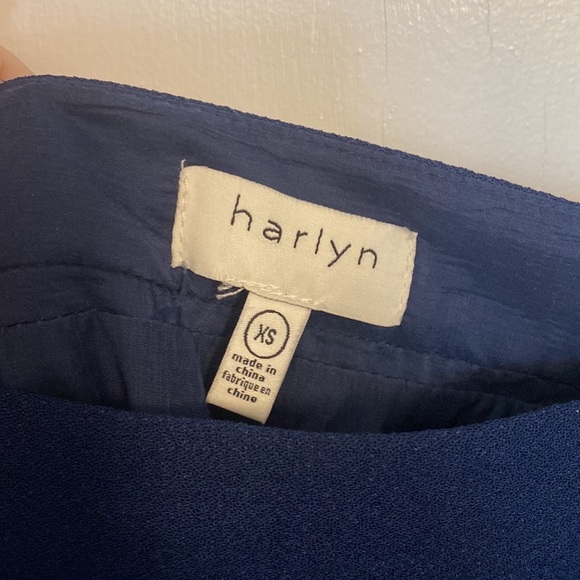 harlyn
XS
made in
china
fabriqué en
chine